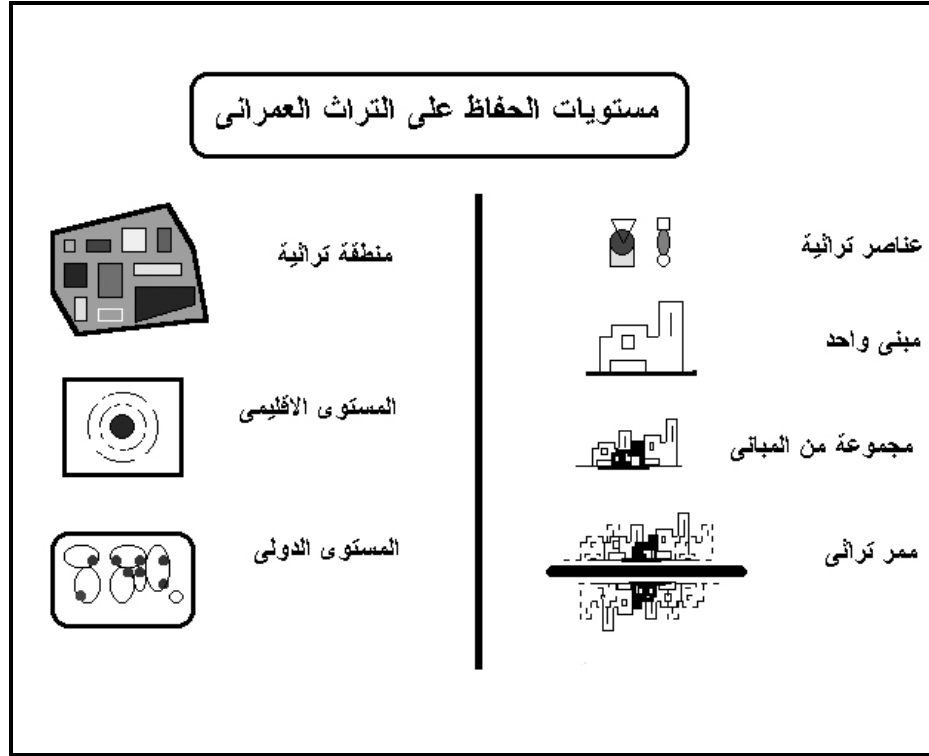 مستويات الحفاظ على التراث العمرانى
عناصر تراثية
مبنى واحد
مجموعة من المبانى
ممر تراثى
منطقة تراثية
المستوى الاقليمى
المستوى الدولى